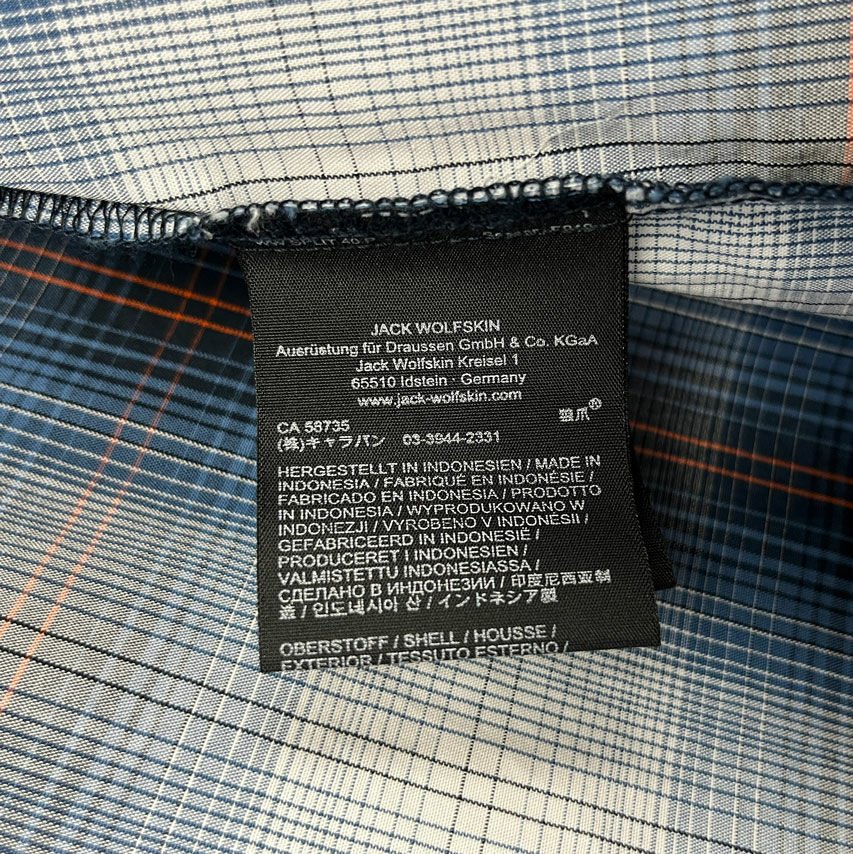 JACK WOLFSKIN
Ausrüstung für Draussen GmbH & Co. KGaA
Jack Wolfskin Kreisel 1
65510 Idstein · Germany
www.jack-wolfskin.com
狼爪®
CA 58735
(株)キャラバン 03-3944-2331
HERGESTELLT IN INDONESIEN / MADE IN
INDONESIA / FABRIQUÉ EN INDONÉSIE /
FABRICADO EN INDONESIA / PRODOTTO
IN INDONESIA / WYPRODUKOWANO W
INDONEZJI / VYROBENO V INDONÉSII /
GEFABRICEERD IN INDONESIË /
PRODUCERET I INDONESIEN /
VALMISTETTU INDONESIASSA /
СДЕЛАНО В ИНДОНЕЗИИ / 印度尼西亚制
造 / 인도네시아 산 / インドネシア製
OBERSTOFF / SHELL / HOUSSE /
EXTERIOR / TESSUTO ESTERNO /